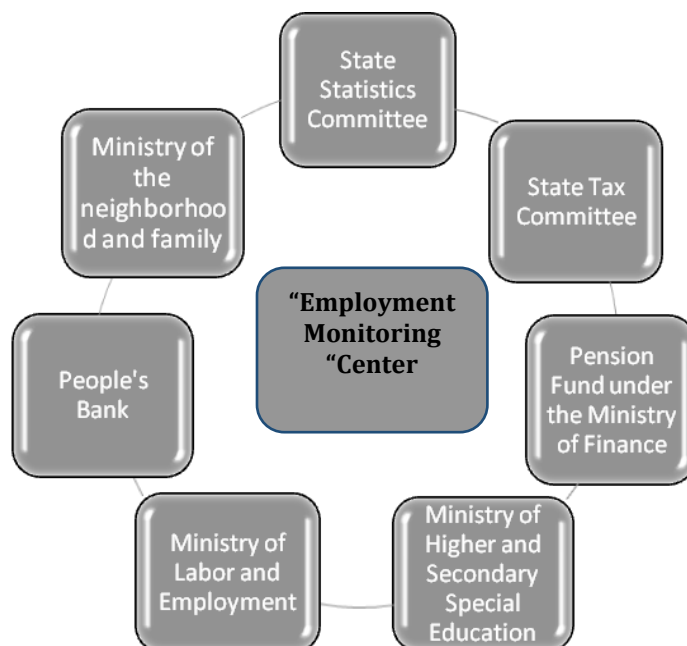 State
Statistics
Committee
State Tax
Committee
Pension
Fund under
the Ministry
of Finance
Ministry of
Higher and
Secondary
Special
Education
Ministry of
Labor and
Employment
People's
Bank
Ministry of
the
neighborhoo
d and family
“Employment
Monitoring
“Center